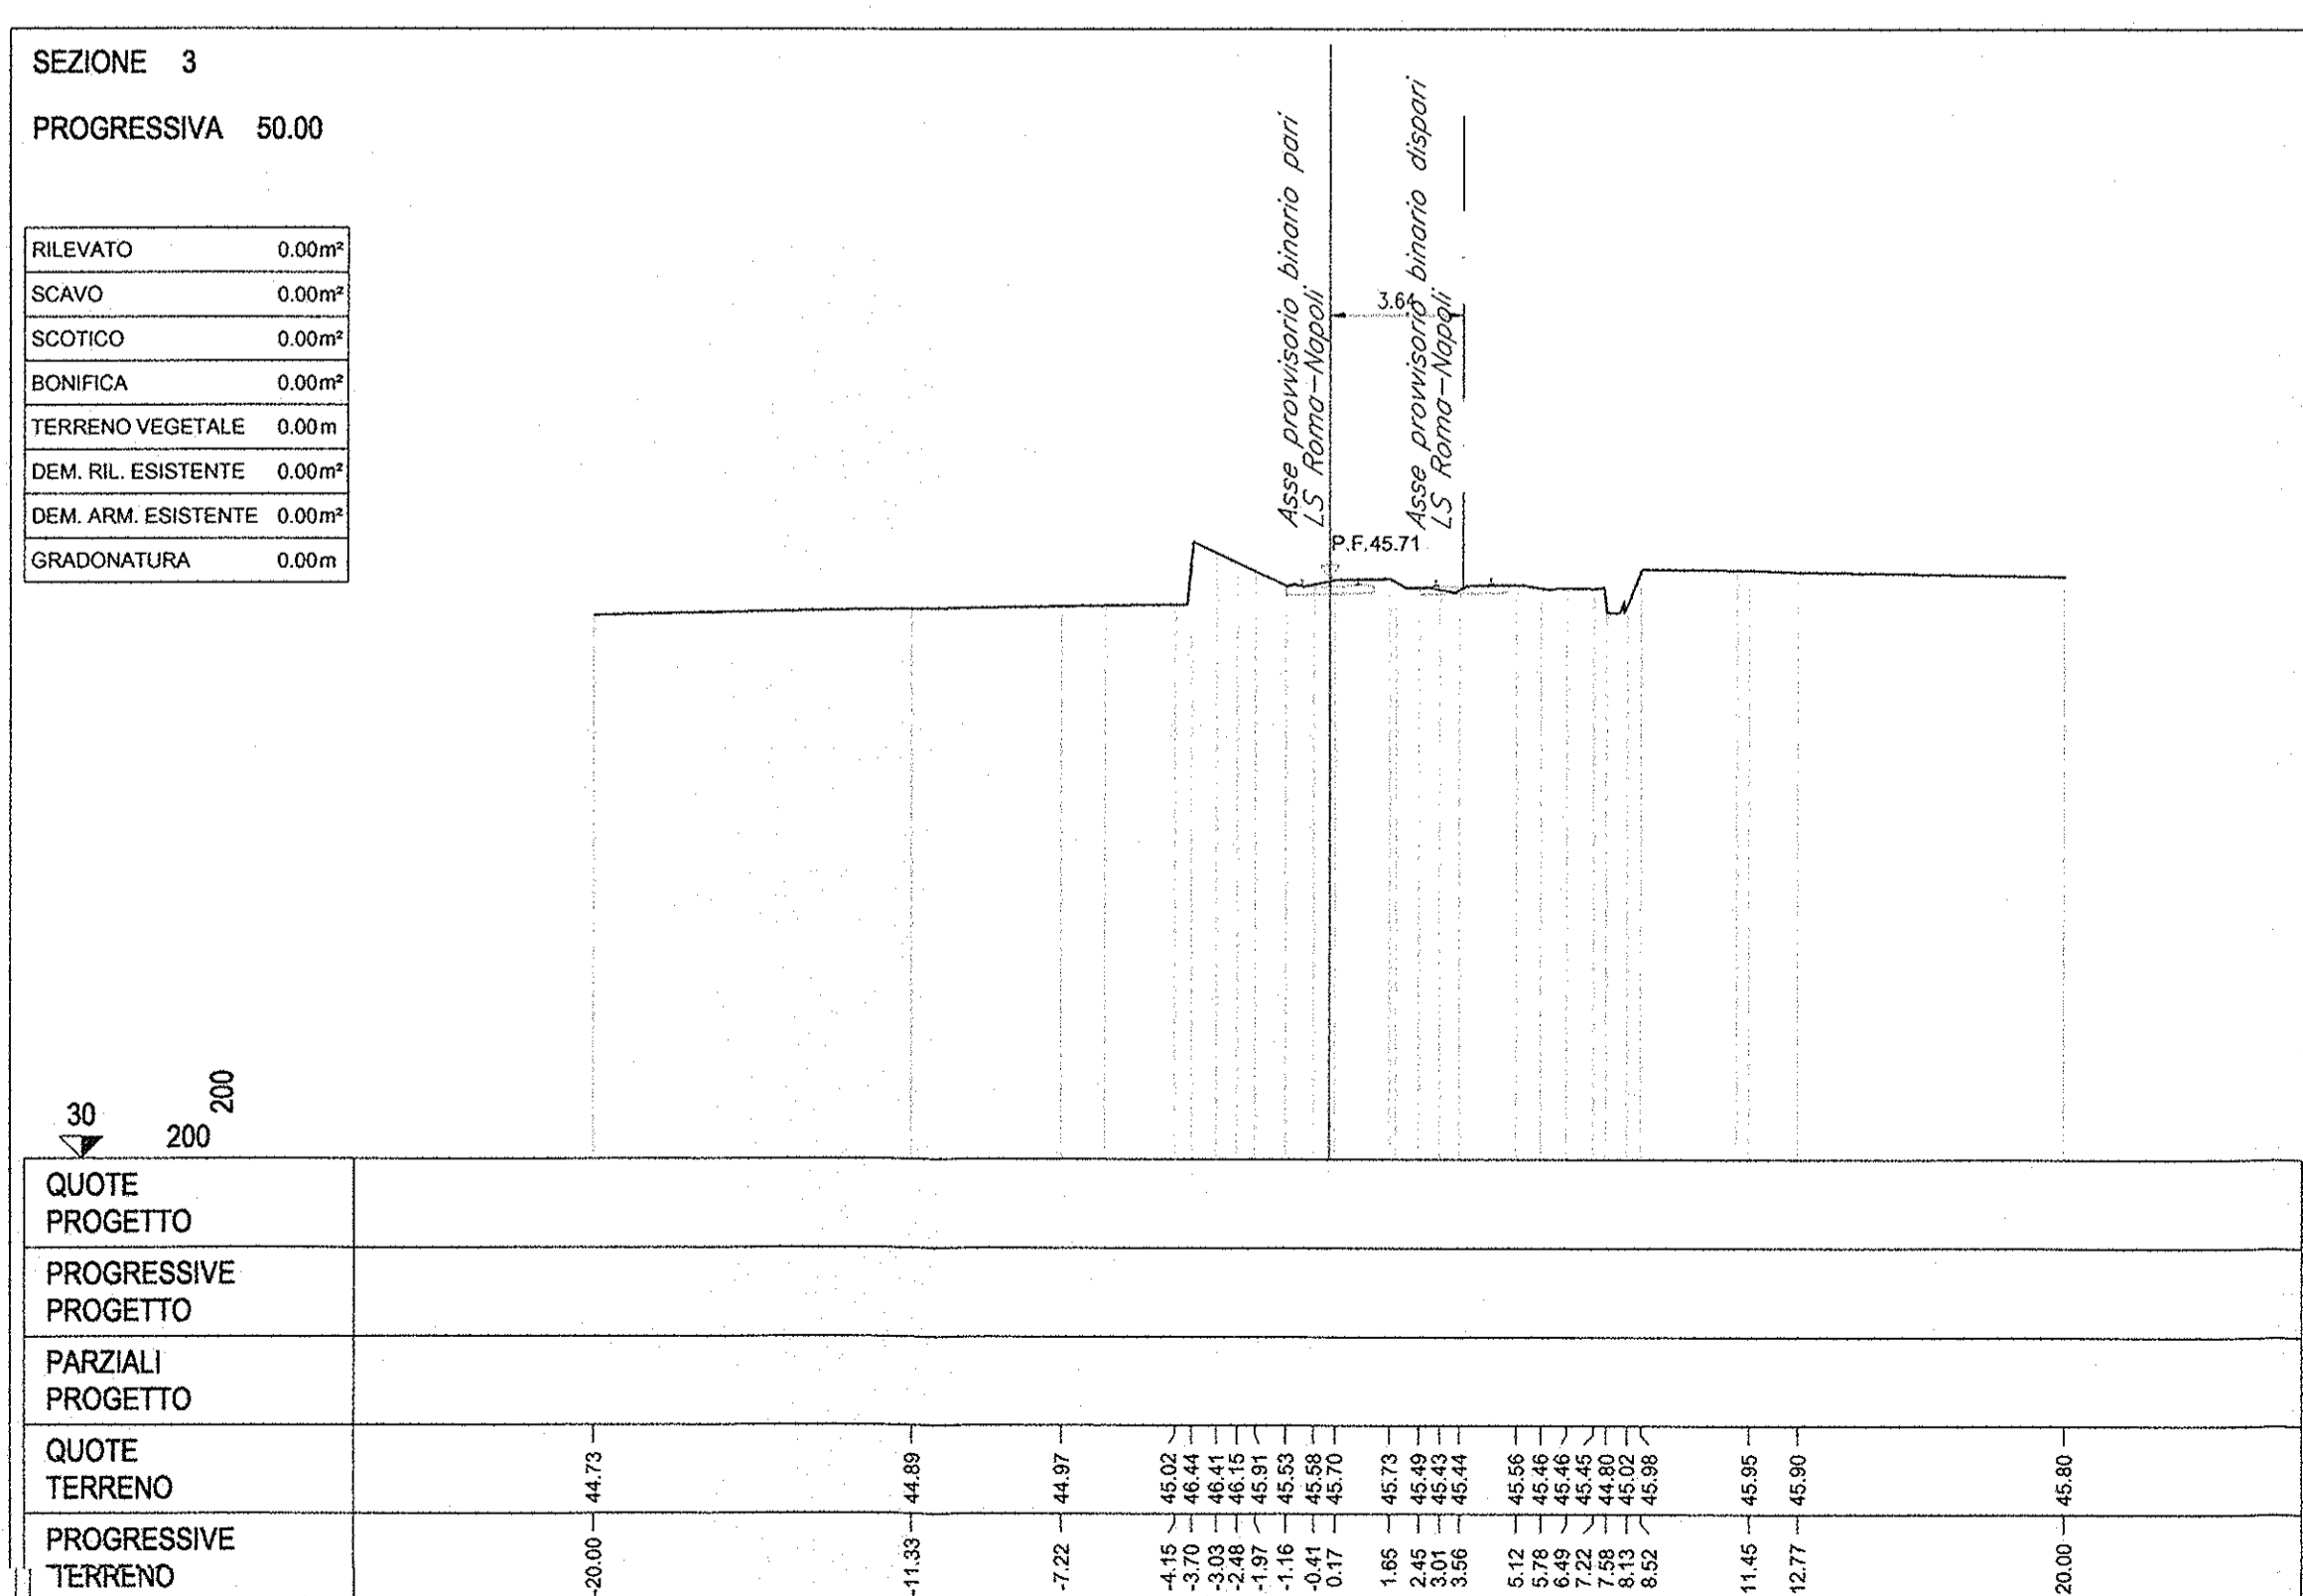 SEZIONE 3
PROGRESSIVA 50.00
RILEVATO 0.00m²
SCAVO 0.00m²
SCOTICO 0.00m²
BONIFICA 0.00m²
TERRENO VEGETALE 0.00m
DEM. RIL. ESISTENTE 0.00m²
DEM. ARM. ESISTENTE 0.00m²
GRADONATURA 0.00m
Asse provvisorio binario pari
LS Roma-Napoli
Asse provvisorio binario dispari
LS Roma-Napoli
3.64
P.F.45.71
30
200
200
QUOTE
PROGETTO
PROGRESSIVE
PROGETTO
PARZIALI
PROGETTO
QUOTE
TERRENO
44.73 44.89 44.97 45.02 46.44 46.41 46.15 45.91 45.53 45.58 45.70 45.73 45.49 45.43 45.44 45.56 45.46 45.46 45.45 44.80 45.02 45.98 45.95 45.90 45.80
PROGRESSIVE
TERRENO
-20.00 -11.33 -7.22 -4.15 -3.70 -3.03 -2.48 -1.97 -1.16 -0.41 0.17 1.65 2.45 3.01 3.56 5.12 5.78 6.49 7.22 7.58 8.13 8.52 11.45 12.77 20.00